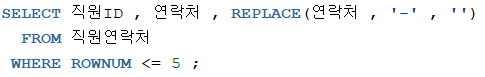 SELECT 직원ID , 연락처 , REPLACE(연락처 , '-' , '')
FROM 직원연락처
WHERE ROWNUM <= 5 ;